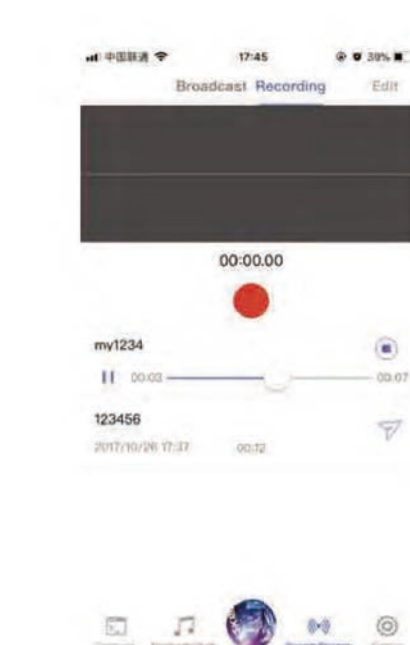 中国联通 17:45 39%
Broadcast Recording Edit
00:00.00
my1234
00:03 00:07
123456
2017/10/26 17:37 00:12